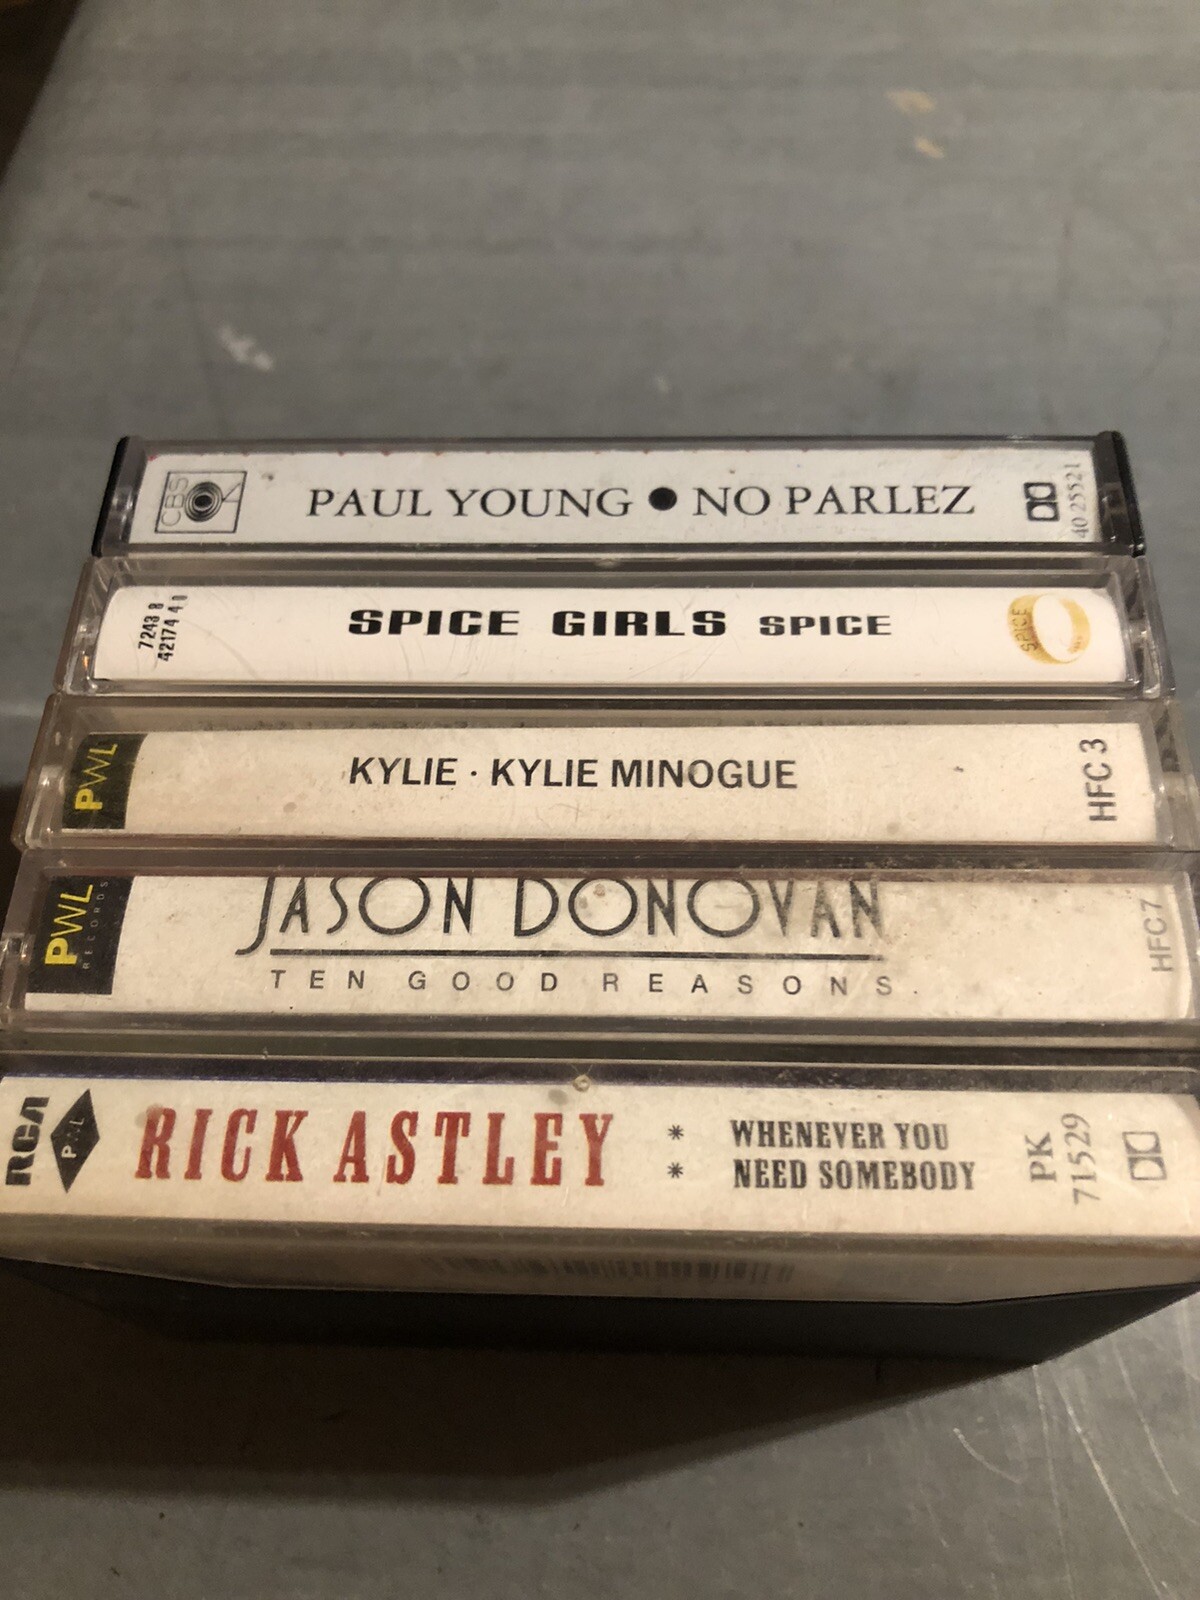 CBS PAUL YOUNG ● NO PARLEZ 40 25521
7243 8
42174 4 0
SPICE GIRLS SPICE
SPICE
PWL KYLIE · KYLIE MINOGUE HFC 3
PWL
RECORDS
JASON DONOVAN
TEN GOOD REASONS.
HFC 7
RCA PWL RICK ASTLEY
* WHENEVER YOU
* NEED SOMEBODY
PK
71529